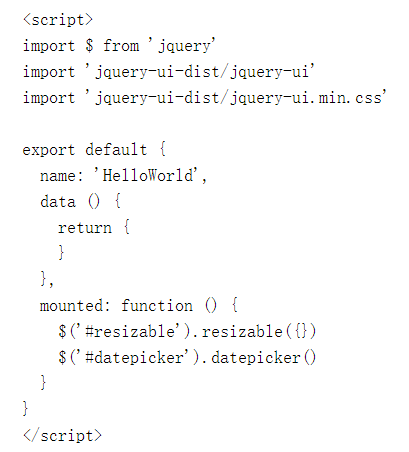 <script>
import $ from 'jquery'
import 'jquery-ui-dist/jquery-ui'
import 'jquery-ui-dist/jquery-ui.min.css'

export default {
  name: 'HelloWorld',
  data () {
    return {
    }
  },
  mounted: function () {
    $('#resizable').resizable({})
    $('#datepicker').datepicker()
  }
}
</script>